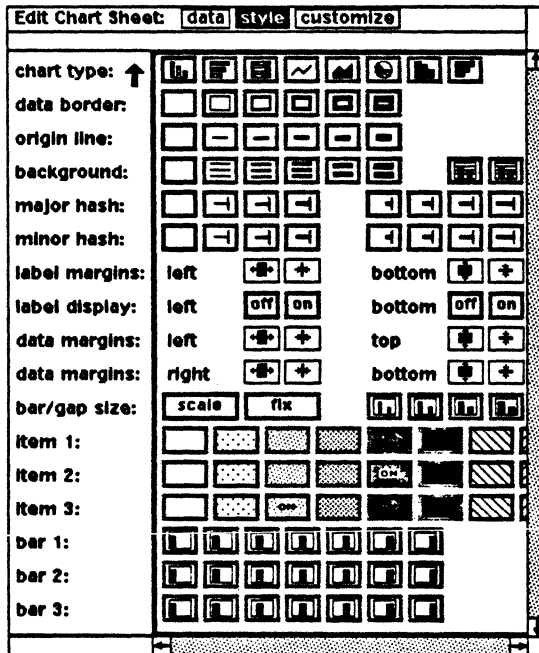 Edit Chart Sheet: data style customize
chart type:
data border:
origin line:
background:
major hash:
minor hash:
label margins: left bottom
label display: left off on bottom off on
data margins: left top
data margins: right bottom
bar/gap size: scale fix
item 1:
item 2: ON
item 3:
bar 1:
bar 2:
bar 3: